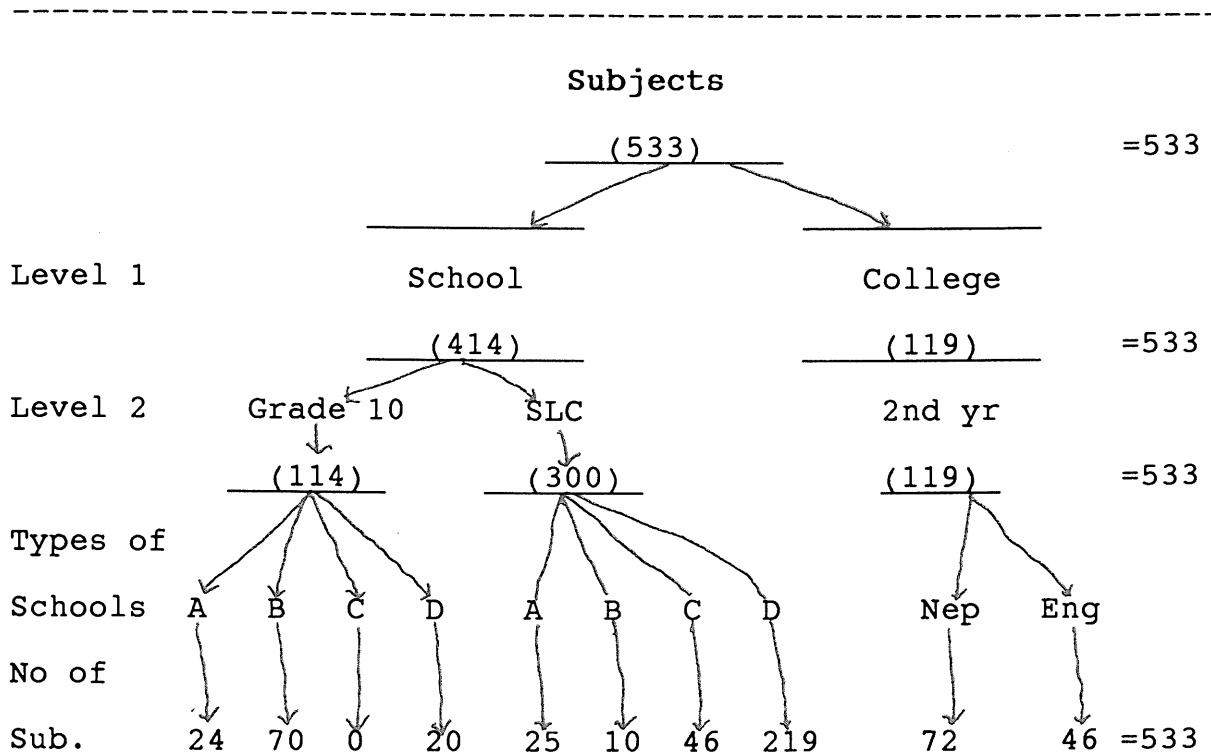 Subjects
(533) =533
Level 1 School College
(414) (119) =533
Level 2 Grade 10 SLC 2nd yr
(114) (300) (119) =533
Types of
Schools A B C D A B C D Nep Eng
No of
Sub. 24 70 0 20 25 10 46 219 72 46 =533